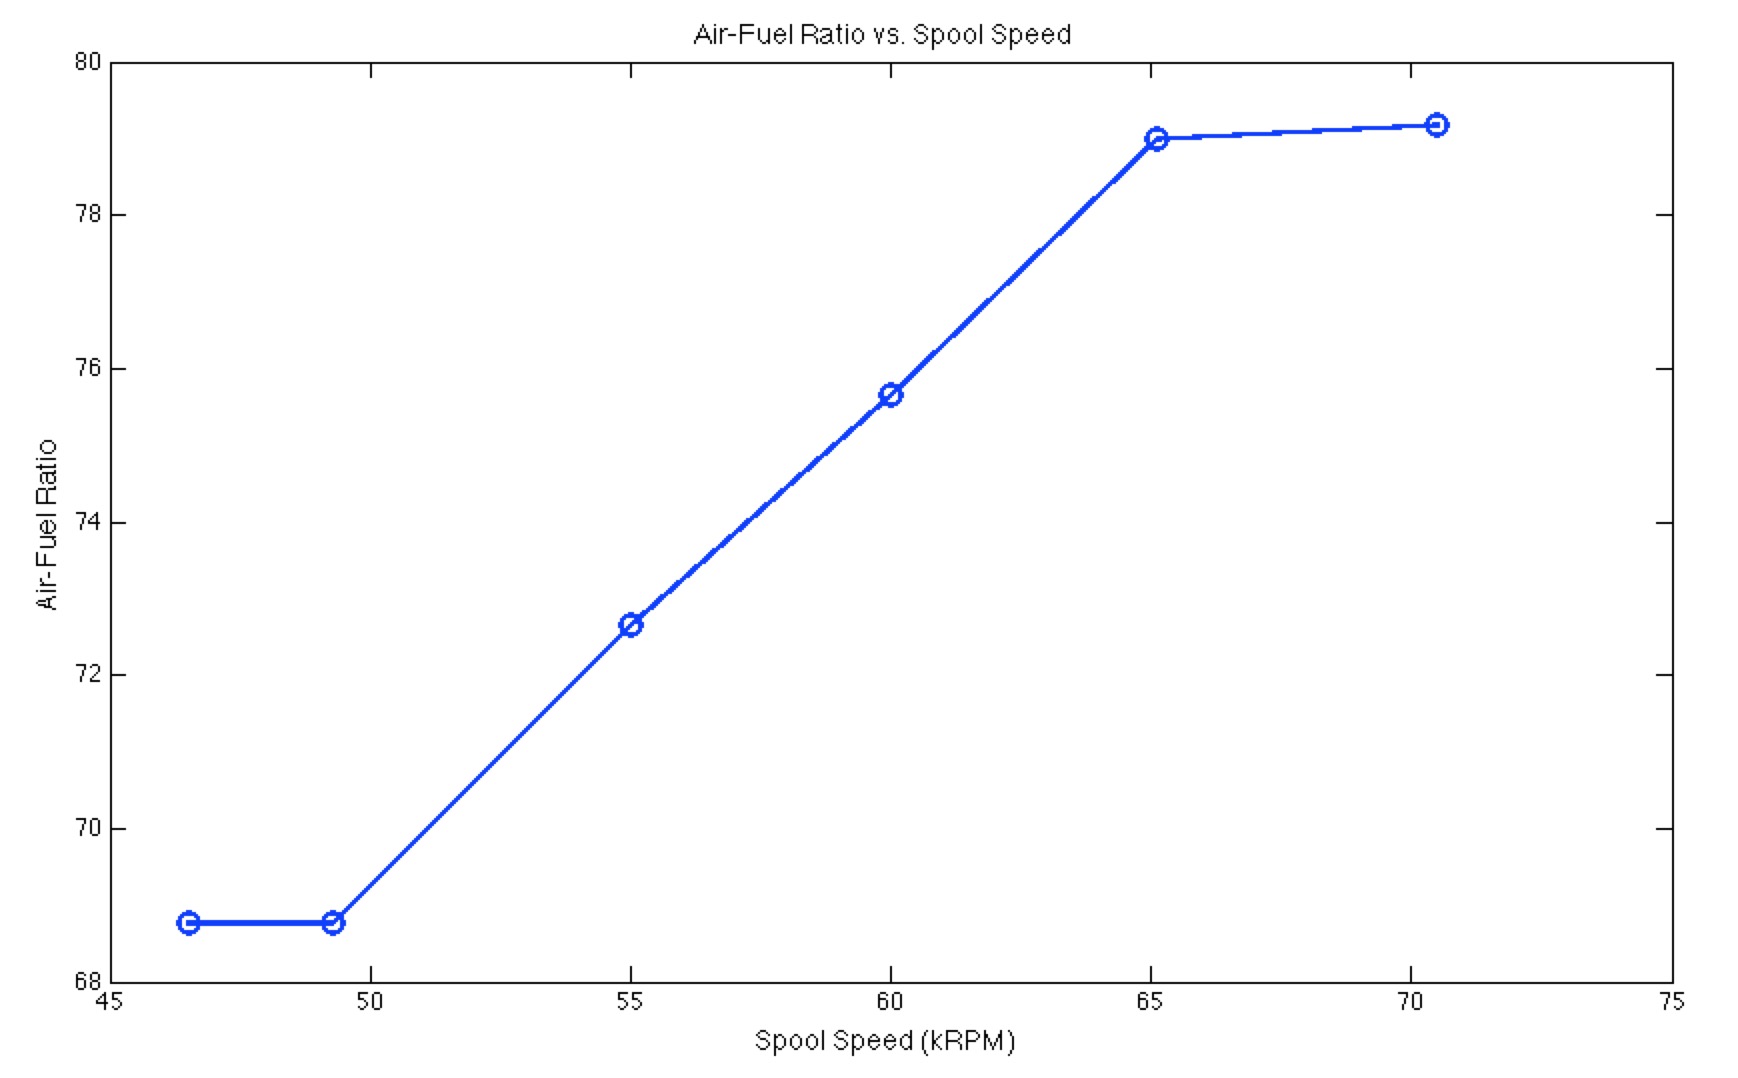 Air-Fuel Ratio vs. Spool Speed
80
78
76
74
72
70
68
Air-Fuel Ratio
45 50 55 60 65 70 75
Spool Speed (kRPM)